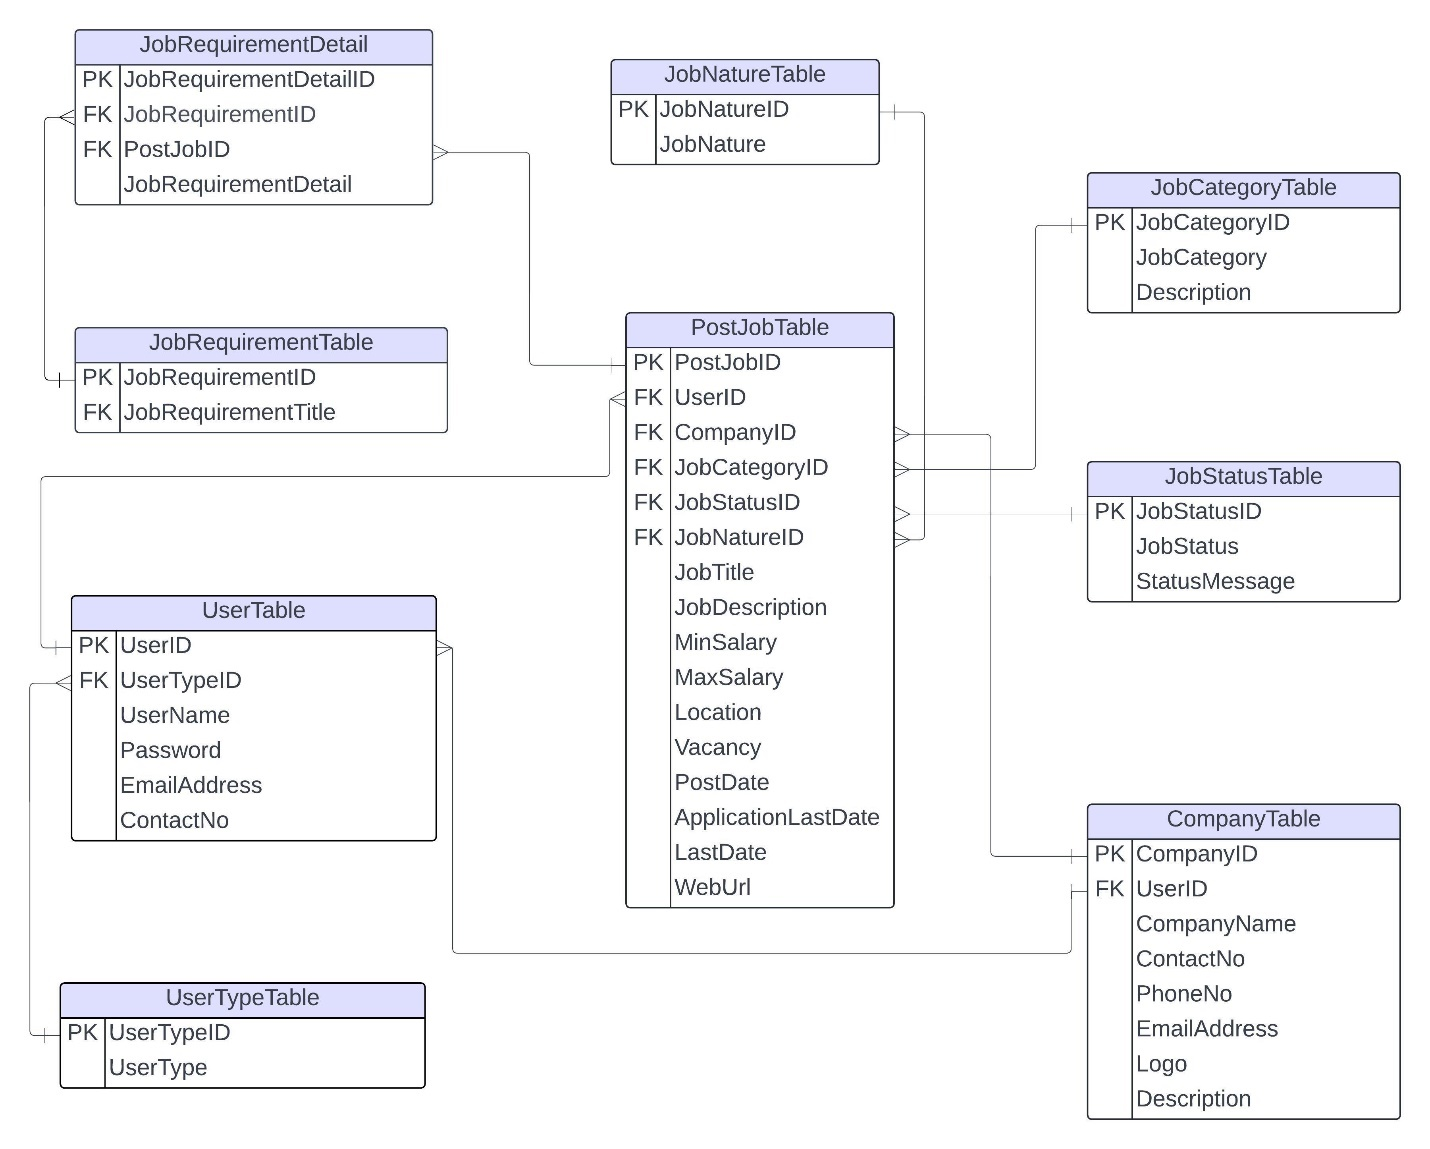 JobRequirementDetail
PK JobRequirementDetailID
FK JobRequirementID
FK PostJobID
JobRequirementDetail
JobNatureTable
PK JobNatureID
JobNature
JobCategoryTable
PK JobCategoryID
JobCategory
Description
JobRequirementTable
PK JobRequirementID
FK JobRequirementTitle
PostJobTable
PK PostJobID
FK UserID
FK CompanyID
FK JobCategoryID
FK JobStatusID
FK JobNatureID
JobTitle
JobDescription
MinSalary
MaxSalary
Location
Vacancy
PostDate
ApplicationLastDate
LastDate
WebUrl
JobStatusTable
PK JobStatusID
JobStatus
StatusMessage
UserTable
PK UserID
FK UserTypeID
UserName
Password
EmailAddress
ContactNo
CompanyTable
PK CompanyID
FK UserID
CompanyName
ContactNo
PhoneNo
EmailAddress
Logo
Description
UserTypeTable
PK UserTypeID
UserType